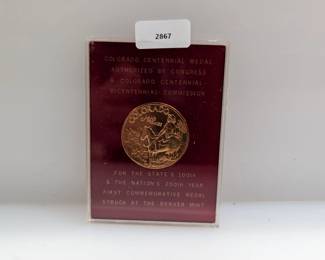 2867
COLORADO CENTENNIAL MEDAL
AUTHORIZED BY CONGRESS
& COLORADO CENTENNIAL-
BICENTENNIAL COMMISSION
COLORADO
FOR THE STATE'S 100TH
& THE NATION'S 200TH YEAR
FIRST COMMEMORATIVE MEDAL
STRUCK AT THE DENVER MINT